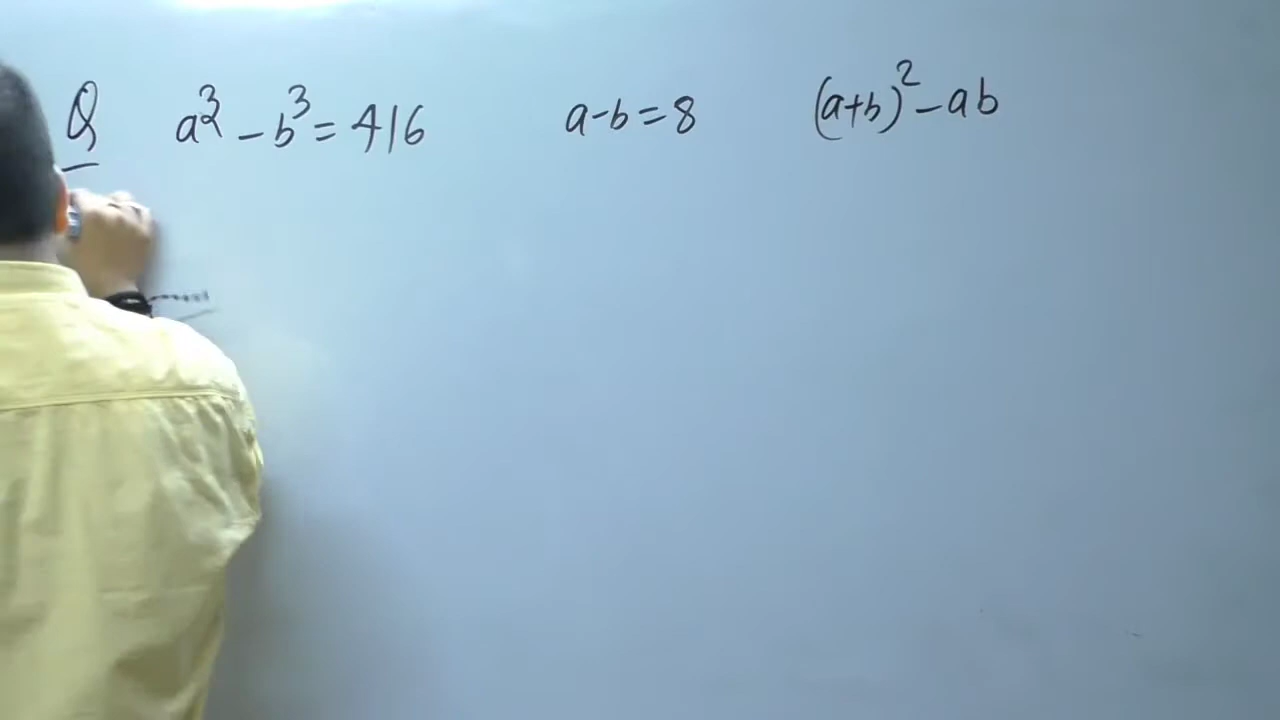 Q a³ - b³ = 416 a-b=8 (a+b)² - ab